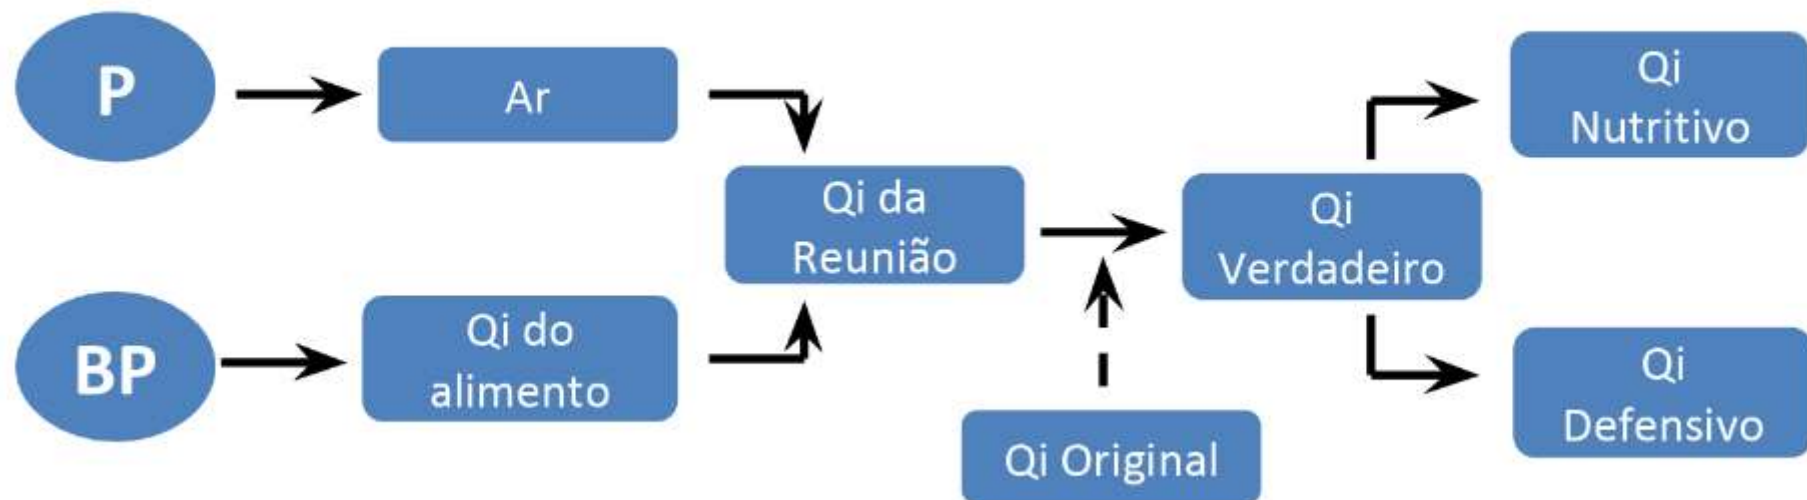 P
Ar
Qi da
Reunião
BP
Qi do
alimento
Qi Original
Qi
Verdadeiro
Qi
Nutritivo
Qi
Defensivo